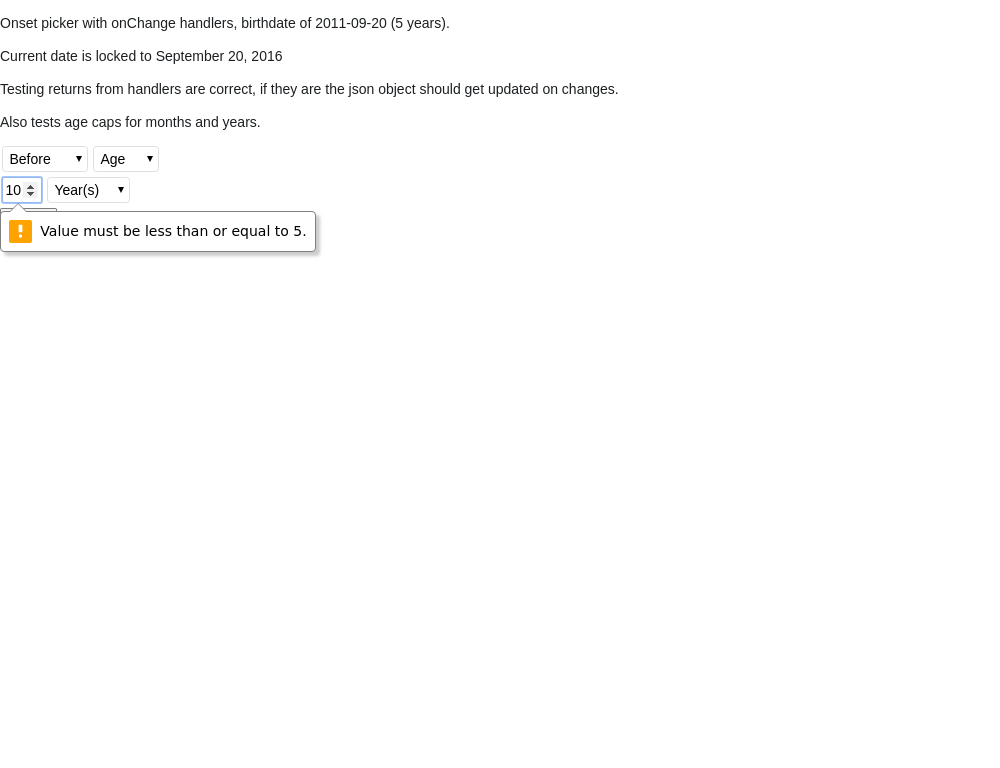 Onset picker with onChange handlers, birthdate of 2011-09-20 (5 years).
Current date is locked to September 20, 2016
Testing returns from handlers are correct, if they are the json object should get updated on changes.
Also tests age caps for months and years.
Before Age
10 Year(s)
Value must be less than or equal to 5.